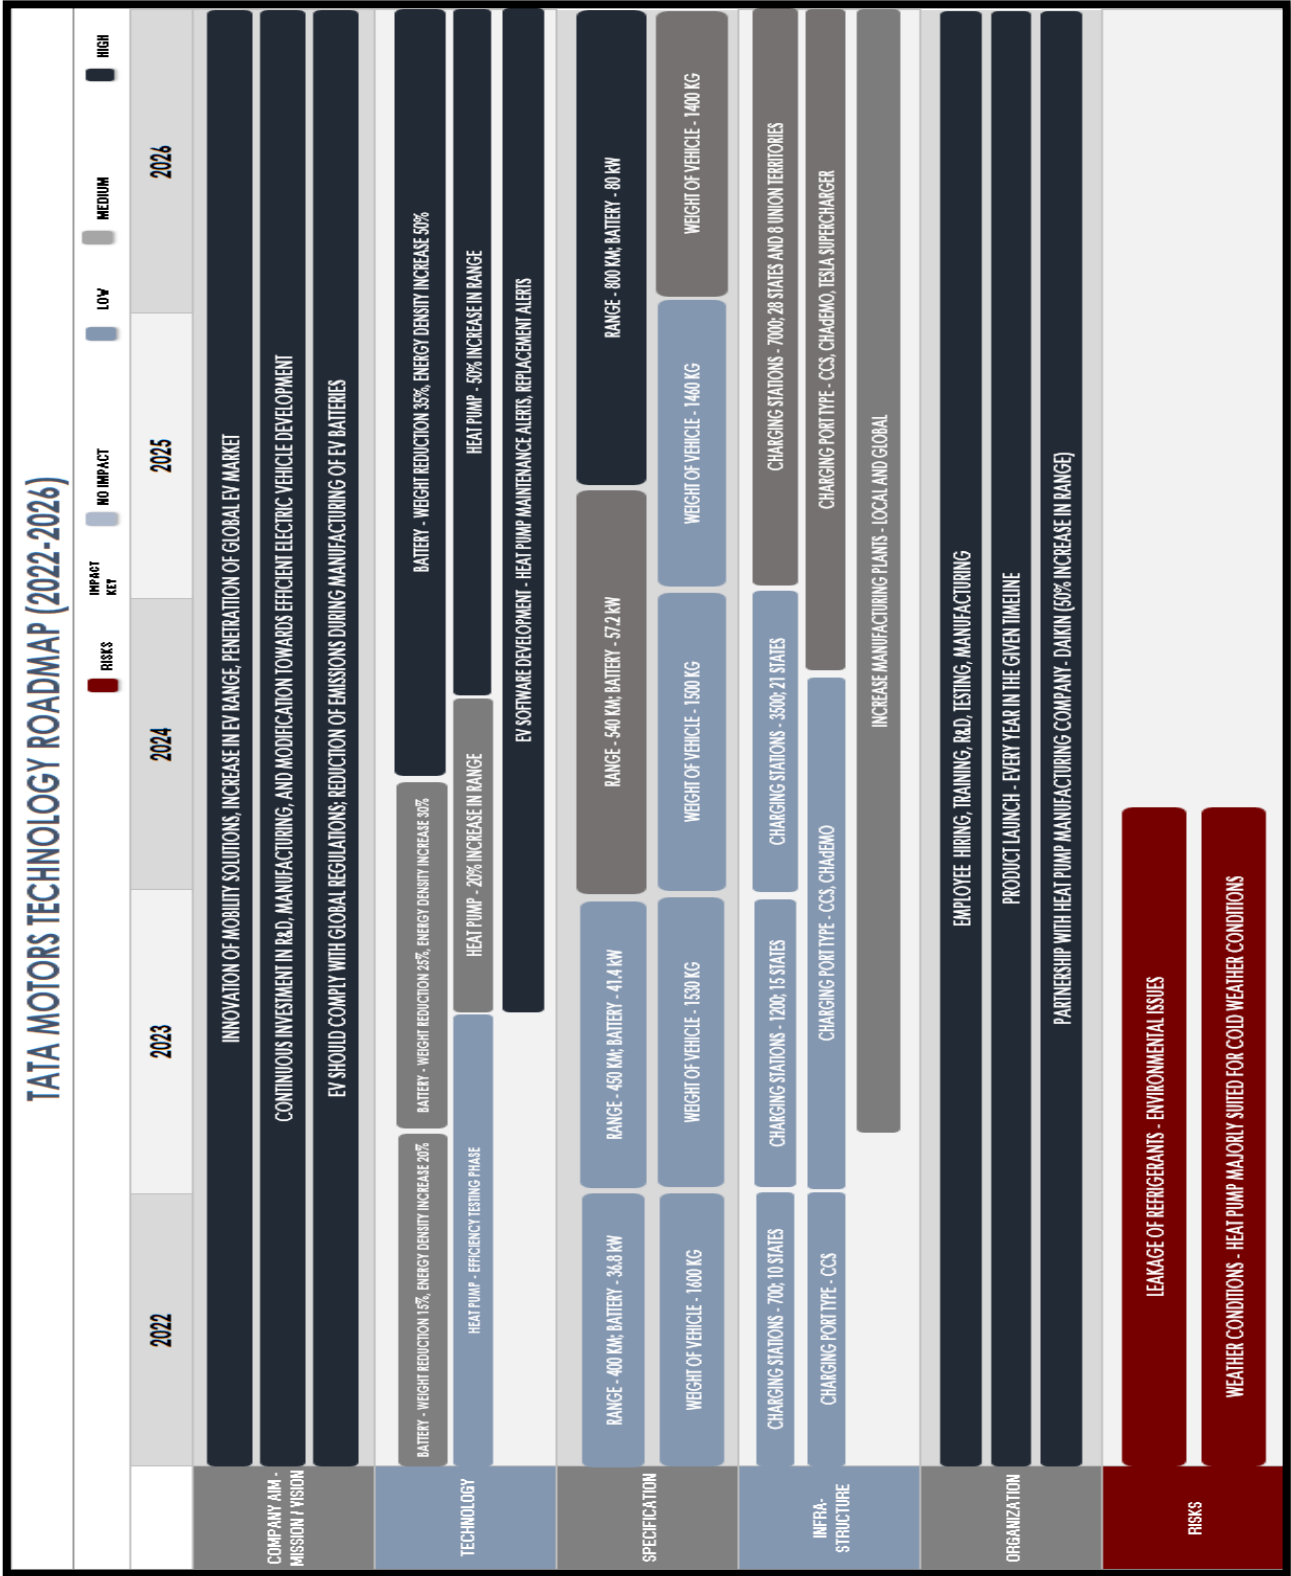 TATA MOTORS TECHNOLOGY ROADMAP (2022-2026)
RISKS
IMPACT
KEY
NO IMPACT
LOW
MEDIUM
HIGH
2022
2023
2024
2025
2026
COMPANY AIM -
MISSION / VISION
INNOVATION OF MOBILITY SOLUTIONS, INCREASE IN EV RANGE, PENETRATION OF GLOBAL EV MARKET
CONTINUOUS INVESTMENT IN R&D, MANUFACTURING, AND MODIFICATION TOWARDS EFFICIENT ELECTRIC VEHICLE DEVELOPMENT
EV SHOULD COMPLY WITH GLOBAL REGULATIONS; REDUCTION OF EMISSIONS DURING MANUFACTURING OF EV BATTERIES
TECHNOLOGY
BATTERY - WEIGHT REDUCTION 15%, ENERGY DENSITY INCREASE 20%
BATTERY - WEIGHT REDUCTION 25%, ENERGY DENSITY INCREASE 30%
BATTERY - WEIGHT REDUCTION 35%, ENERGY DENSITY INCREASE 50%
HEAT PUMP - EFFICIENCY TESTING PHASE
HEAT PUMP - 20% INCREASE IN RANGE
HEAT PUMP - 50% INCREASE IN RANGE
EV SOFTWARE DEVELOPMENT - HEAT PUMP MAINTENANCE ALERTS, REPLACEMENT ALERTS
SPECIFICATION
RANGE - 400 KM; BATTERY - 36.8 kW
RANGE - 450 KM; BATTERY - 41.4 kW
RANGE - 540 KM; BATTERY - 57.2 kW
RANGE - 800 KM; BATTERY - 80 kW
WEIGHT OF VEHICLE - 1600 KG
WEIGHT OF VEHICLE - 1530 KG
WEIGHT OF VEHICLE - 1500 KG
WEIGHT OF VEHICLE - 1460 KG
WEIGHT OF VEHICLE - 1400 KG
INFRA-
STRUCTURE
CHARGING STATIONS - 700; 10 STATES
CHARGING STATIONS - 1200; 15 STATES
CHARGING STATIONS - 3500; 21 STATES
CHARGING STATIONS - 7000; 28 STATES AND 8 UNION TERRITORIES
CHARGING PORT TYPE - CCS
CHARGING PORT TYPE - CCS, CHAdEMO
CHARGING PORT TYPE - CCS, CHAdEMO, TESLA SUPERCHARGER
INCREASE MANUFACTURING PLANTS - LOCAL AND GLOBAL
ORGANIZATION
EMPLOYEE HIRING, TRAINING, R&D, TESTING, MANUFACTURING
PRODUCT LAUNCH - EVERY YEAR IN THE GIVEN TIMELINE
PARTNERSHIP WITH HEAT PUMP MANUFACTURING COMPANY - DAIKIN (50% INCREASE IN RANGE)
RISKS
LEAKAGE OF REFRIGERANTS - ENVIRONMENTAL ISSUES
WEATHER CONDITIONS - HEAT PUMP MAJORLY SUITED FOR COLD WEATHER CONDITIONS